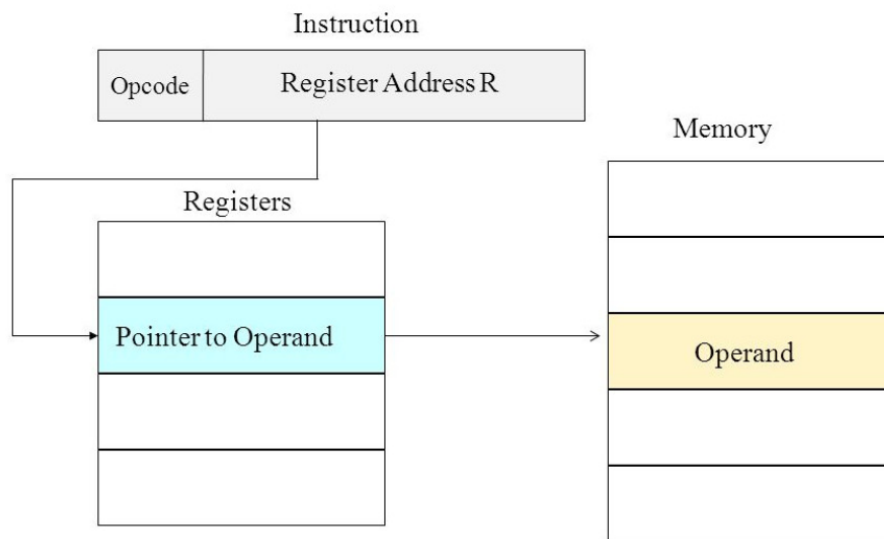 Instruction
Opcode
Register Address R
Memory
Registers
Pointer to Operand
Operand